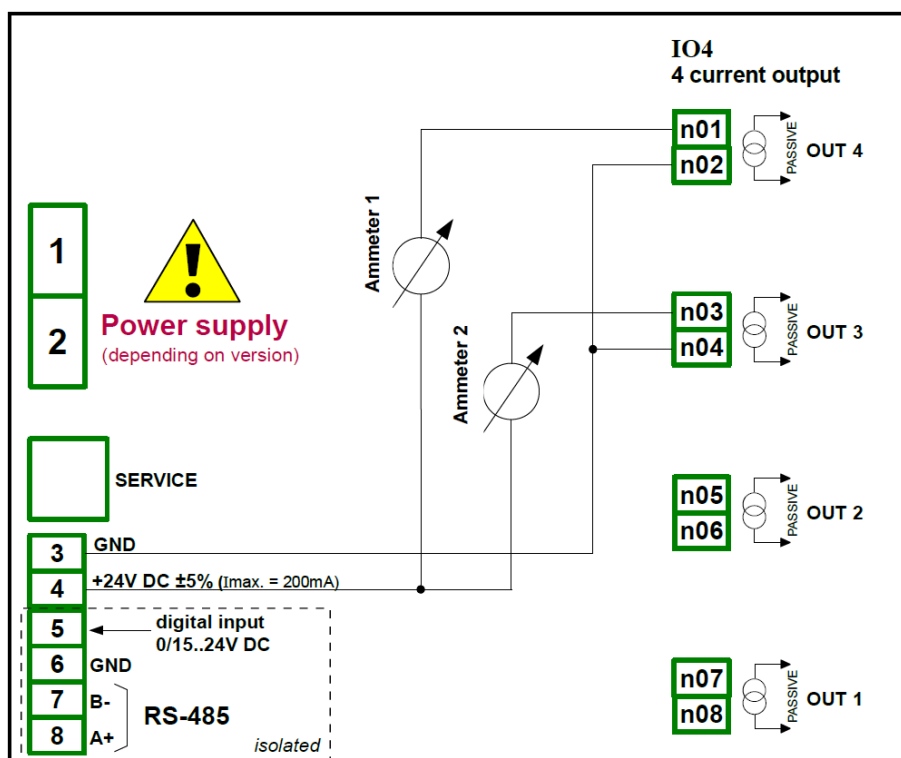 IO4
4 current output
n01
n02
PASSIVE
OUT 4
Ammeter 1
1
2
Power supply
(depending on version)
n03
n04
PASSIVE
OUT 3
Ammeter 2
SERVICE
n05
n06
PASSIVE
OUT 2
3
GND
4
+24V DC ±5% (Imax. = 200mA)
5
digital input
0/15..24V DC
6
GND
7
B-
RS-485
8
A+
isolated
n07
n08
PASSIVE
OUT 1